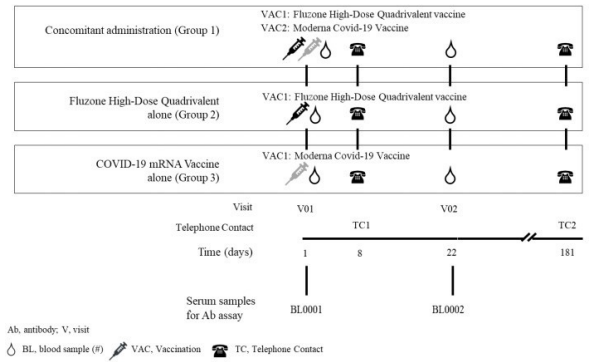 VAC1: Fluzone High-Dose Quadrivalent vaccine
Concomitant administration (Group 1)
VAC2: Moderna Covid-19 Vaccine
Fluzone High-Dose Quadrivalent
alone (Group 2)
VAC1: Fluzone High-Dose Quadrivalent vaccine
COVID-19 mRNA Vaccine
alone (Group 3)
VAC1: Moderna Covid-19 Vaccine
Visit V01 V02
Telephone Contact TC1 TC2
Time (days) 1 8 22 181
Serum samples
for Ab assay
BL0001 BL0002
Ab, antibody; V, visit
BL, blood sample (#) VAC, Vaccination TC, Telephone Contact